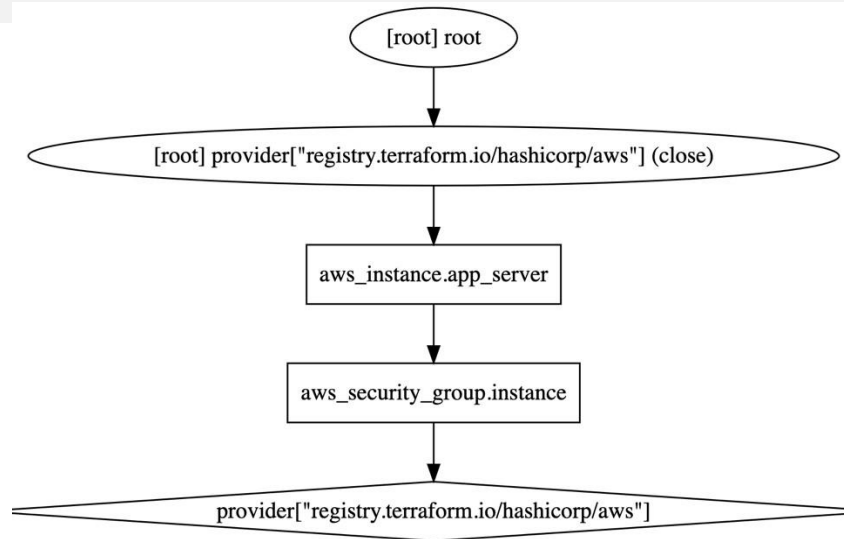 [root] root
[root] provider["registry.terraform.io/hashicorp/aws"] (close)
aws_instance.app_server
aws_security_group.instance
provider["registry.terraform.io/hashicorp/aws"]